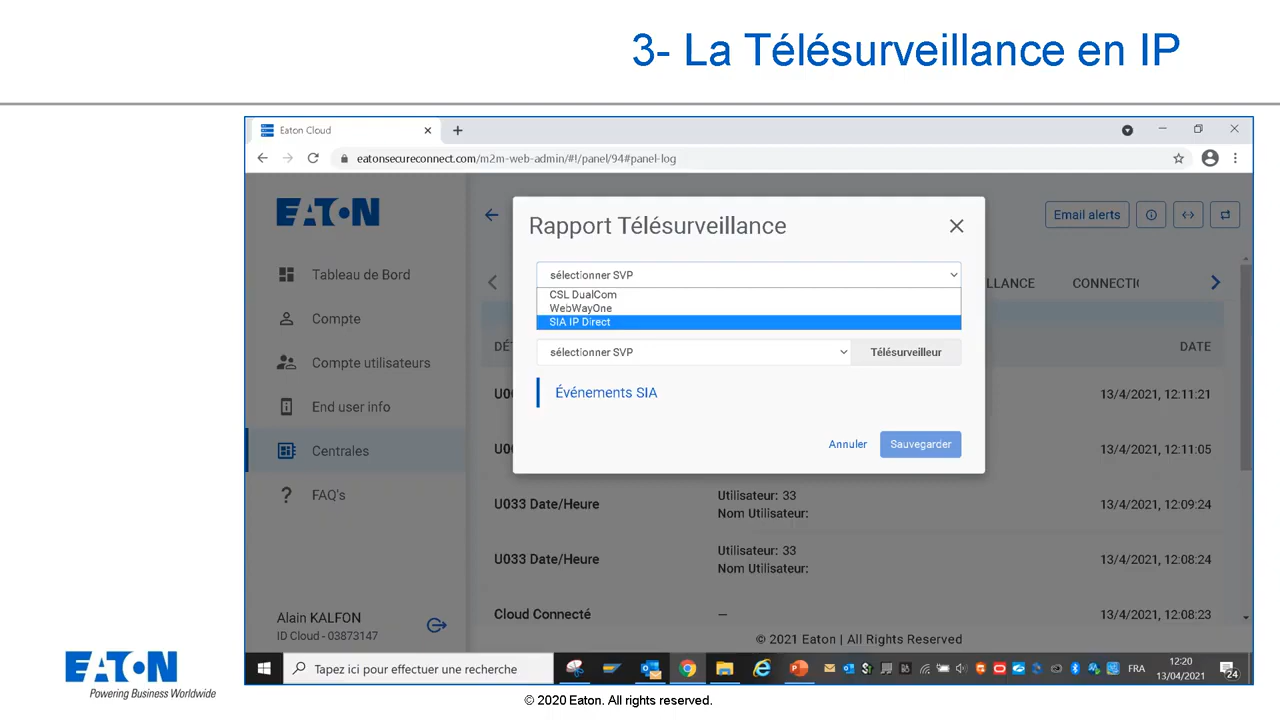 3- La Télésurveillance en IP
Eaton Cloud
eatonsecureconnect.com/m2m-web-admin/#!/panel/94#panel-log
EATON
Rapport Télésurveillance
Email alerts
sélectionner SVP
CSL DualCom
WebWayOne
SIA IP Direct
sélectionner SVP
Télésurveilleur
Événements SIA
Annuler
Sauvegarder
Tableau de Bord
Compte
Compte utilisateurs
End user info
Centrales
FAQ's
LLANCE
CONNECTI
DÉT
DATE
U00
13/4/2021, 12:11:21
U00
13/4/2021, 12:11:05
U033 Date/Heure
Utilisateur: 33
Nom Utilisateur:
13/4/2021, 12:09:24
U033 Date/Heure
Utilisateur: 33
Nom Utilisateur:
13/4/2021, 12:08:24
Cloud Connecté
—
13/4/2021, 12:08:23
Alain KALFON
ID Cloud - 03873147
© 2021 Eaton | All Rights Reserved
Tapez ici pour effectuer une recherche
FRA
12:20
13/04/2021
24
EATON
Powering Business Worldwide
© 2020 Eaton. All rights reserved.